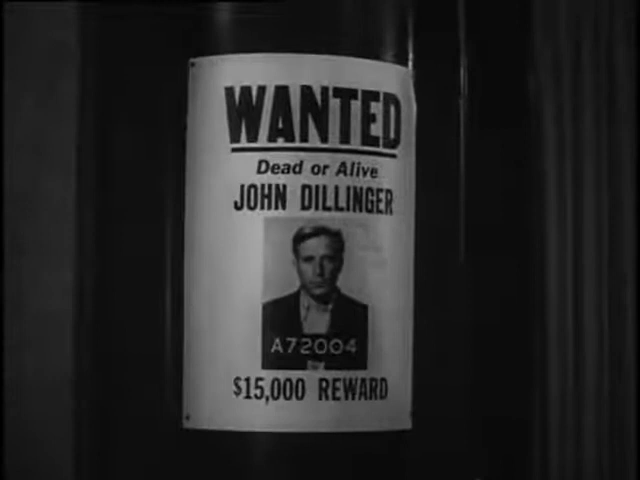 WANTED
Dead or Alive
JOHN DILLINGER
A72004
$15,000 REWARD